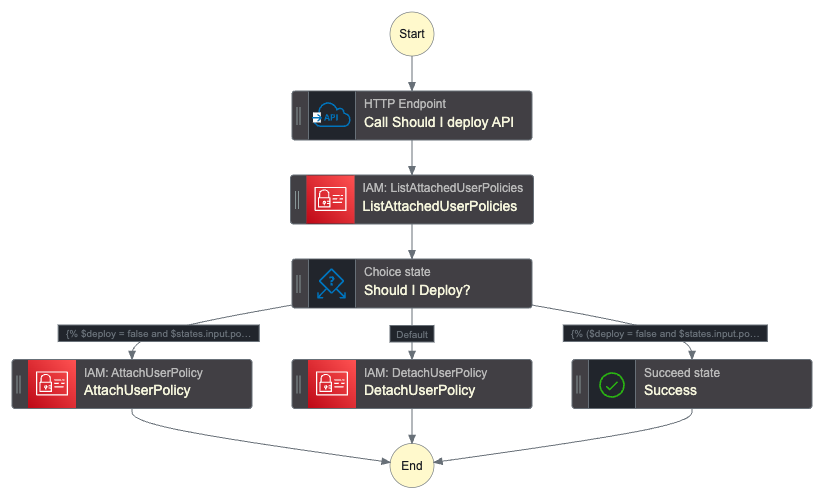 Start
HTTP Endpoint
API
Call Should I deploy API
IAM: ListAttachedUserPolicies
ListAttachedUserPolicies
Choice state
?
Should I Deploy?
{% $deploy = false and $states.input.po...
Default
{% ($deploy = false and $states.input.po...
IAM: AttachUserPolicy
AttachUserPolicy
IAM: DetachUserPolicy
DetachUserPolicy
Succeed state
Success
End